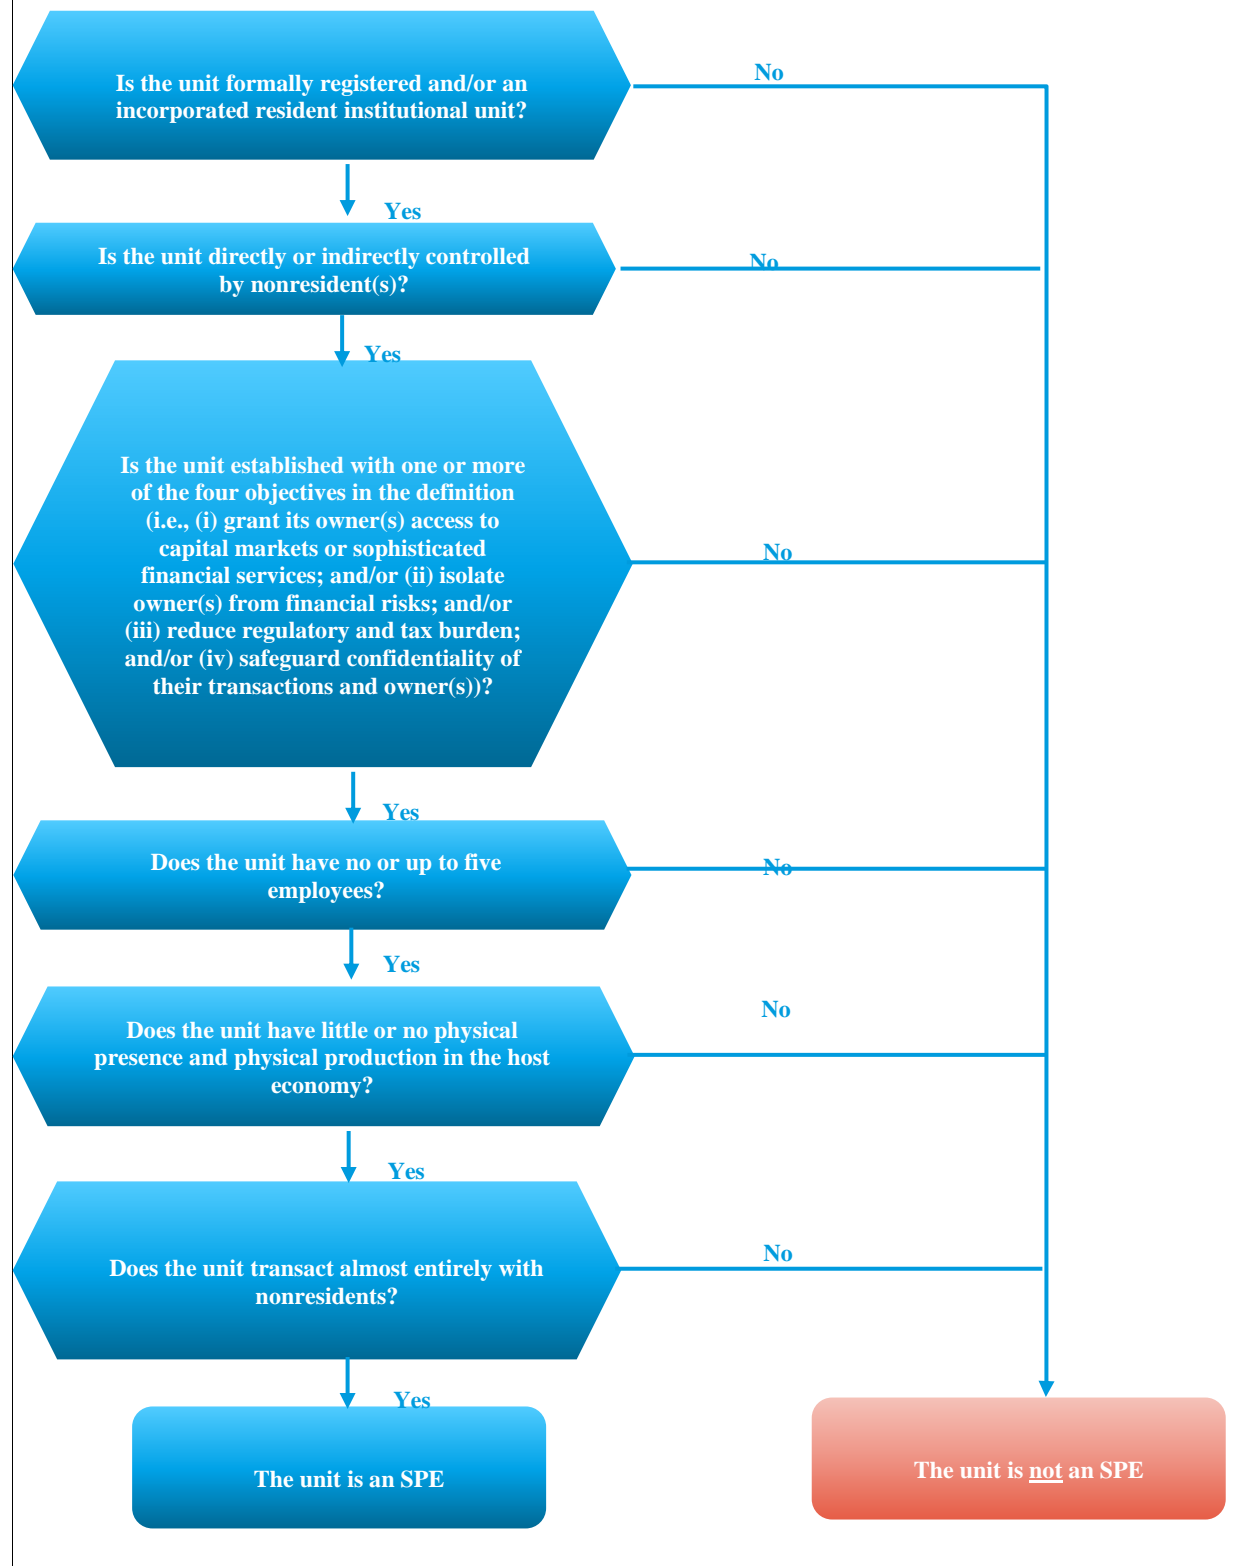 Is the unit formally registered and/or an
incorporated resident institutional unit?
No
Yes
Is the unit directly or indirectly controlled
by nonresident(s)?
No
Yes
Is the unit established with one or more
of the four objectives in the definition
(i.e., (i) grant its owner(s) access to
capital markets or sophisticated
financial services; and/or (ii) isolate
owner(s) from financial risks; and/or
(iii) reduce regulatory and tax burden;
and/or (iv) safeguard confidentiality of
their transactions and owner(s))?
No
Yes
Does the unit have no or up to five
employees?
No
Yes
Does the unit have little or no physical
presence and physical production in the host
economy?
No
Yes
Does the unit transact almost entirely with
nonresidents?
No
Yes
The unit is an SPE
The unit is not an SPE